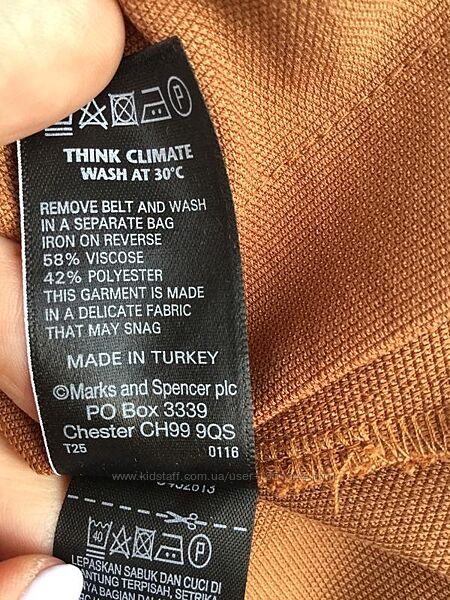 P
THINK CLIMATE
WASH AT 30°C
REMOVE BELT AND WASH
IN A SEPARATE BAG
IRON ON REVERSE
58% VISCOSE
42% POLYESTER
THIS GARMENT IS MADE
IN A DELICATE FABRIC
THAT MAY SNAG
MADE IN TURKEY
©Marks and Spencer plc
PO Box 3339
Chester CH99 9QS
T25 0116
40 P
LEPASKAN SABUK DAN CUCI DI